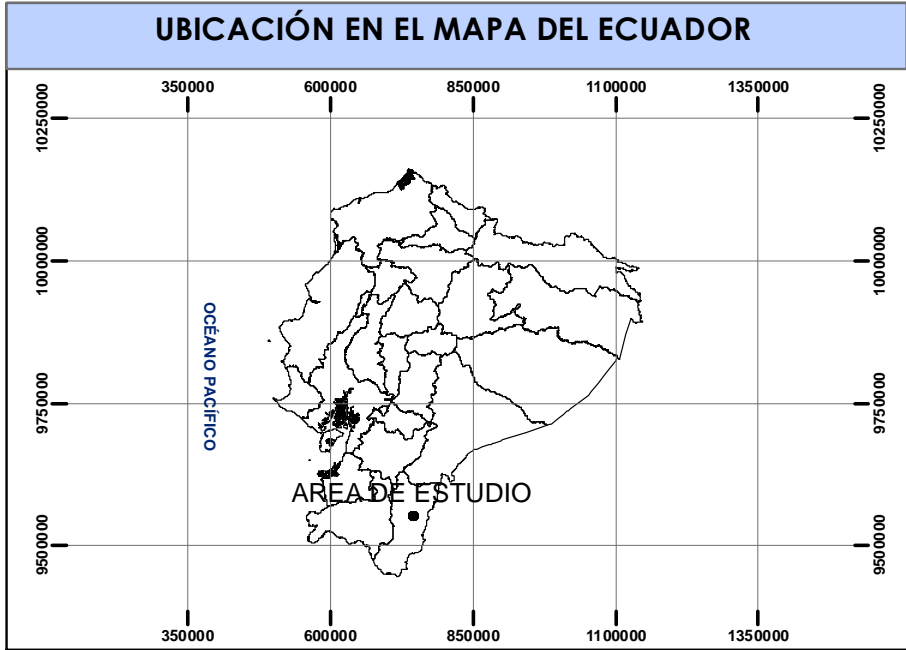 UBICACIÓN EN EL MAPA DEL ECUADOR
350000 600000 850000 1100000 1350000
10250000 10250000
10000000 10000000
OCÉANO PACÍFICO
9750000 9750000
AREA DE ESTUDIO
9500000 9500000
350000 600000 850000 1100000 1350000